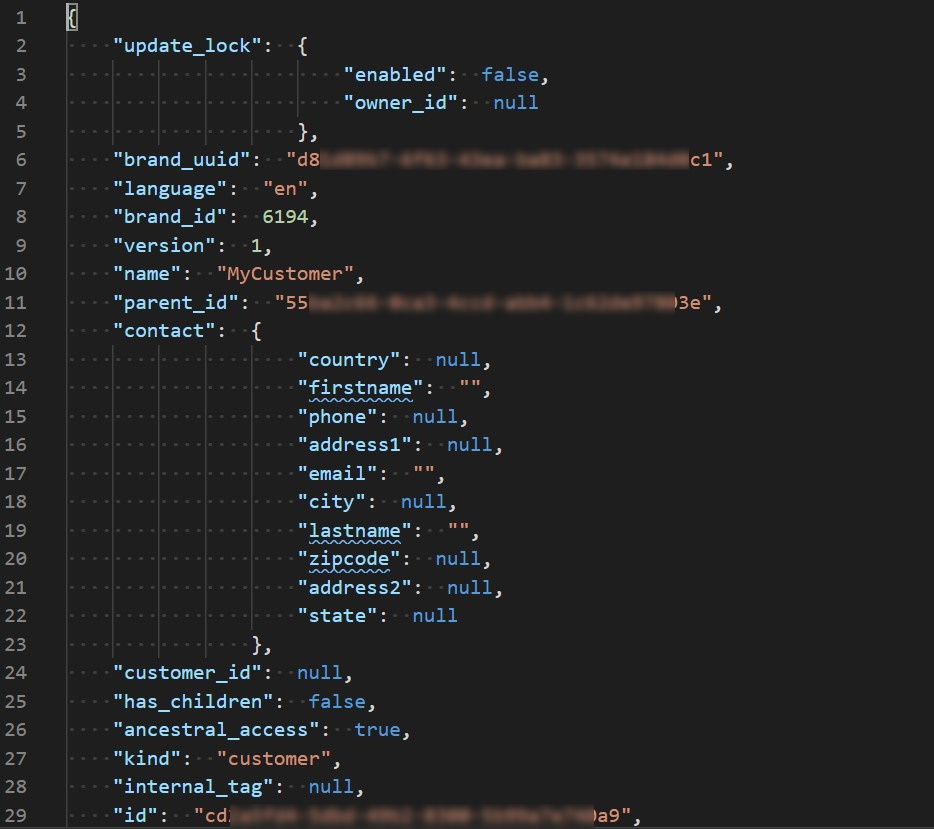 1 {
2 "update_lock": {
3 "enabled": false,
4 "owner_id": null
5 },
6 "brand_uuid": "d8 c1",
7 "language": "en",
8 "brand_id": 6194,
9 "version": 1,
10 "name": "MyCustomer",
11 "parent_id": "55 3e",
12 "contact": {
13 "country": null,
14 "firstname": "",
15 "phone": null,
16 "address1": null,
17 "email": "",
18 "city": null,
19 "lastname": "",
20 "zipcode": null,
21 "address2": null,
22 "state": null
23 },
24 "customer_id": null,
25 "has_children": false,
26 "ancestral_access": true,
27 "kind": "customer",
28 "internal_tag": null,
29 "id": "cd a9",